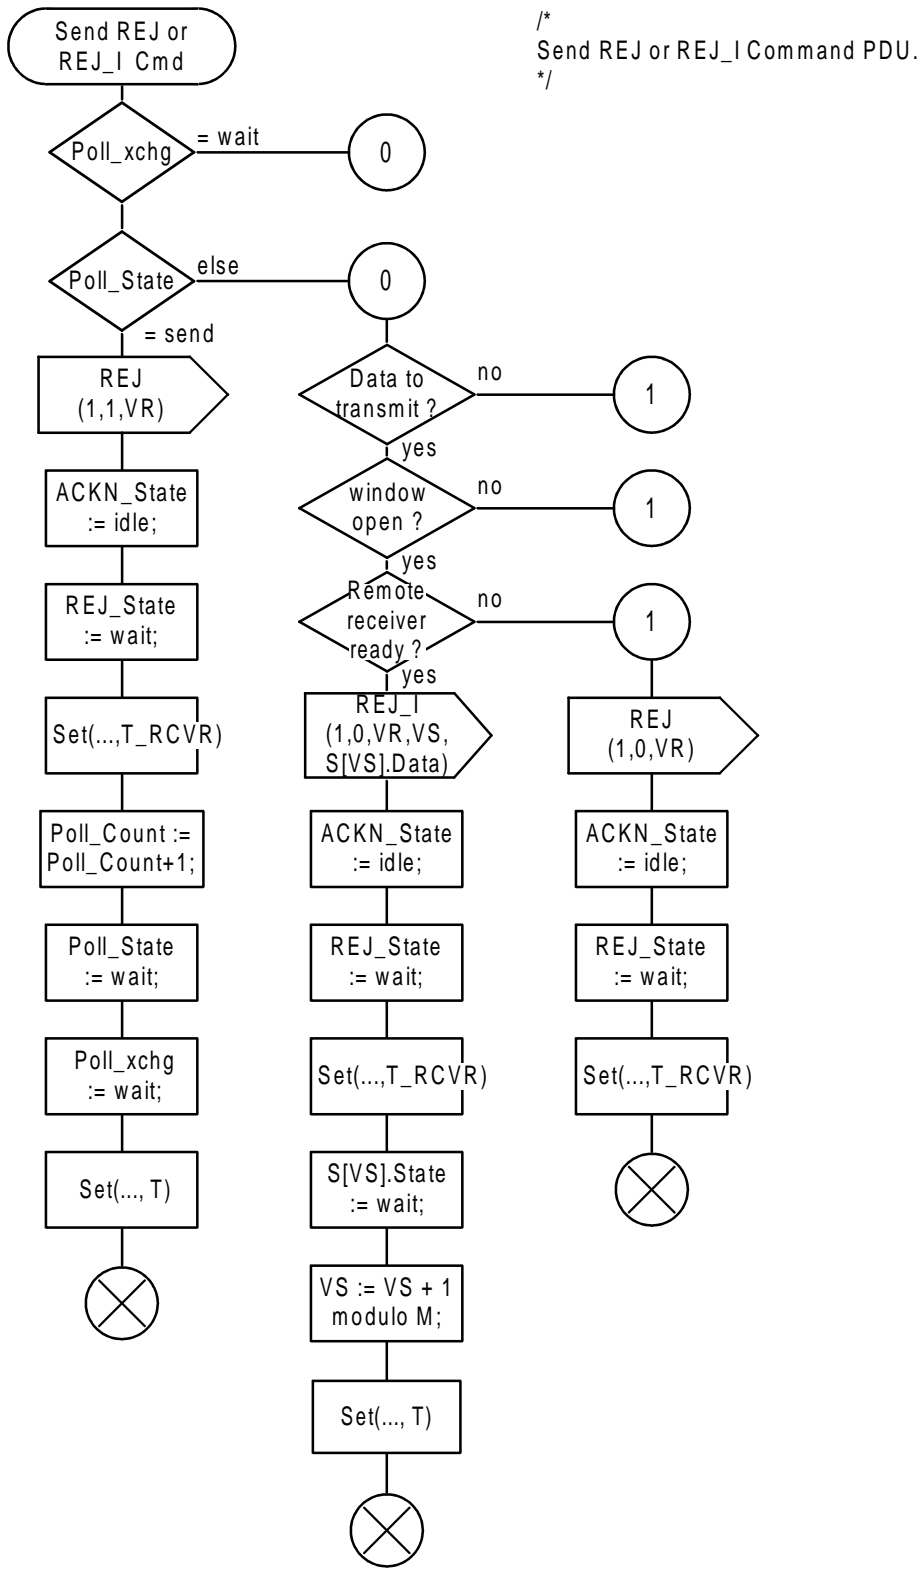 Send REJ or
REJ_I Cmd
/*
Send REJ or REJ_I Command PDU.
*/
Poll_xchg
= wait
0
Poll_State
else
0
= send
REJ
(1,1,VR)
ACKN_State
:= idle;
REJ_State
:= wait;
Set(...,T_RCVR)
Poll_Count :=
Poll_Count+1;
Poll_State
:= wait;
Poll_xchg
:= wait;
Set(..., T)
Data to
transmit ?
no
1
yes
window
open ?
no
1
yes
Remote
receiver
ready ?
no
1
yes
REJ_I
(1,0,VR,VS,
S[VS].Data)
ACKN_State
:= idle;
REJ_State
:= wait;
Set(...,T_RCVR)
S[VS].State
:= wait;
VS := VS + 1
modulo M;
Set(..., T)
REJ
(1,0,VR)
ACKN_State
:= idle;
REJ_State
:= wait;
Set(...,T_RCVR)